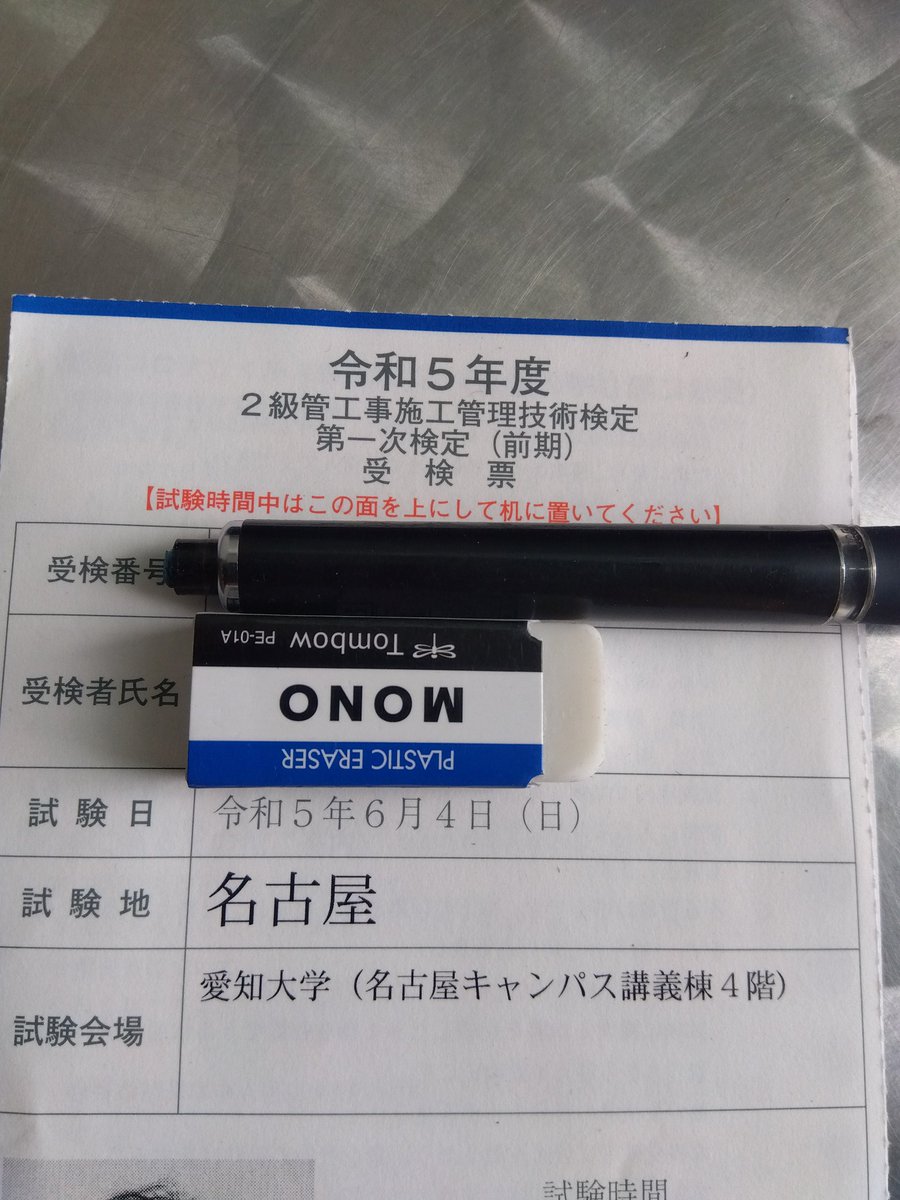 令和５年度
２級管工事施工管理技術検定
第一次検定（前期）
受検票
【試験時間中はこの面を上にして机に置いてください】
受検番号
Tombow PE-01A
MONO
PLASTIC ERASER
受検者氏名
試験日 令和５年６月４日（日）
試験地 名古屋
試験会場 愛知大学（名古屋キャンパス講義棟４階）
試験時間